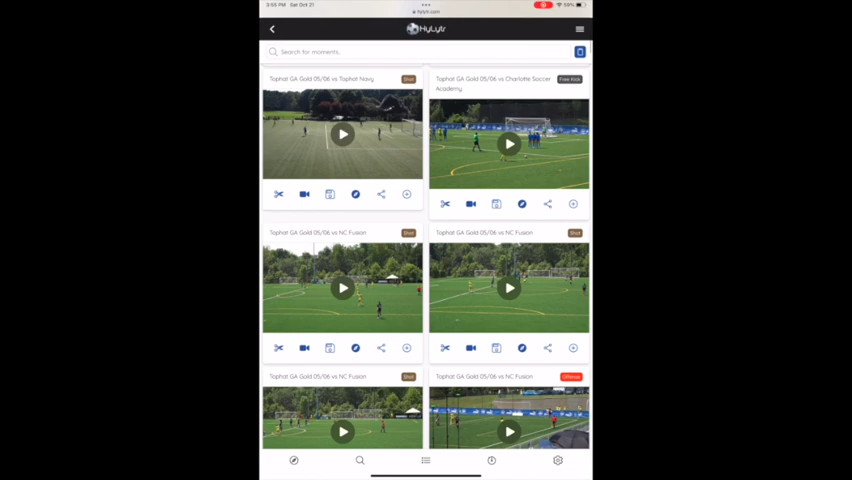 3:53 PM Sat Oct 21
59%
hylytr.com
HyLytr
Search for moments.
Tophat GA Gold 05/06 vs Tophat Navy
Shot
Tophat GA Gold 05/06 vs Charlotte Soccer
Academy
Free Kick
Tophat GA Gold 05/06 vs NC Fusion
Shot
Tophat GA Gold 05/06 vs NC Fusion
Shot
Tophat GA Gold 05/06 vs NC Fusion
Shot
Tophat GA Gold 05/06 vs NC Fusion
Offense